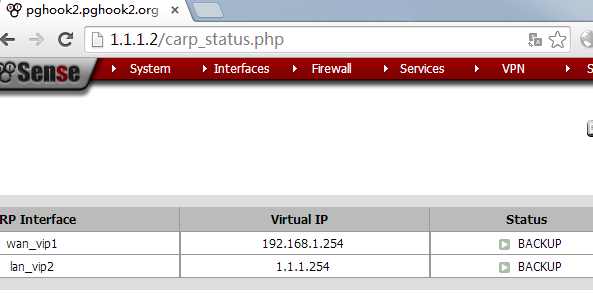 pghook2.pghook2.org
1.1.1.2/carp_status.php
Sense System Interfaces Firewall Services VPN S
RP Interface Virtual IP Status
wan_vip1 192.168.1.254 BACKUP
lan_vip2 1.1.1.254 BACKUP